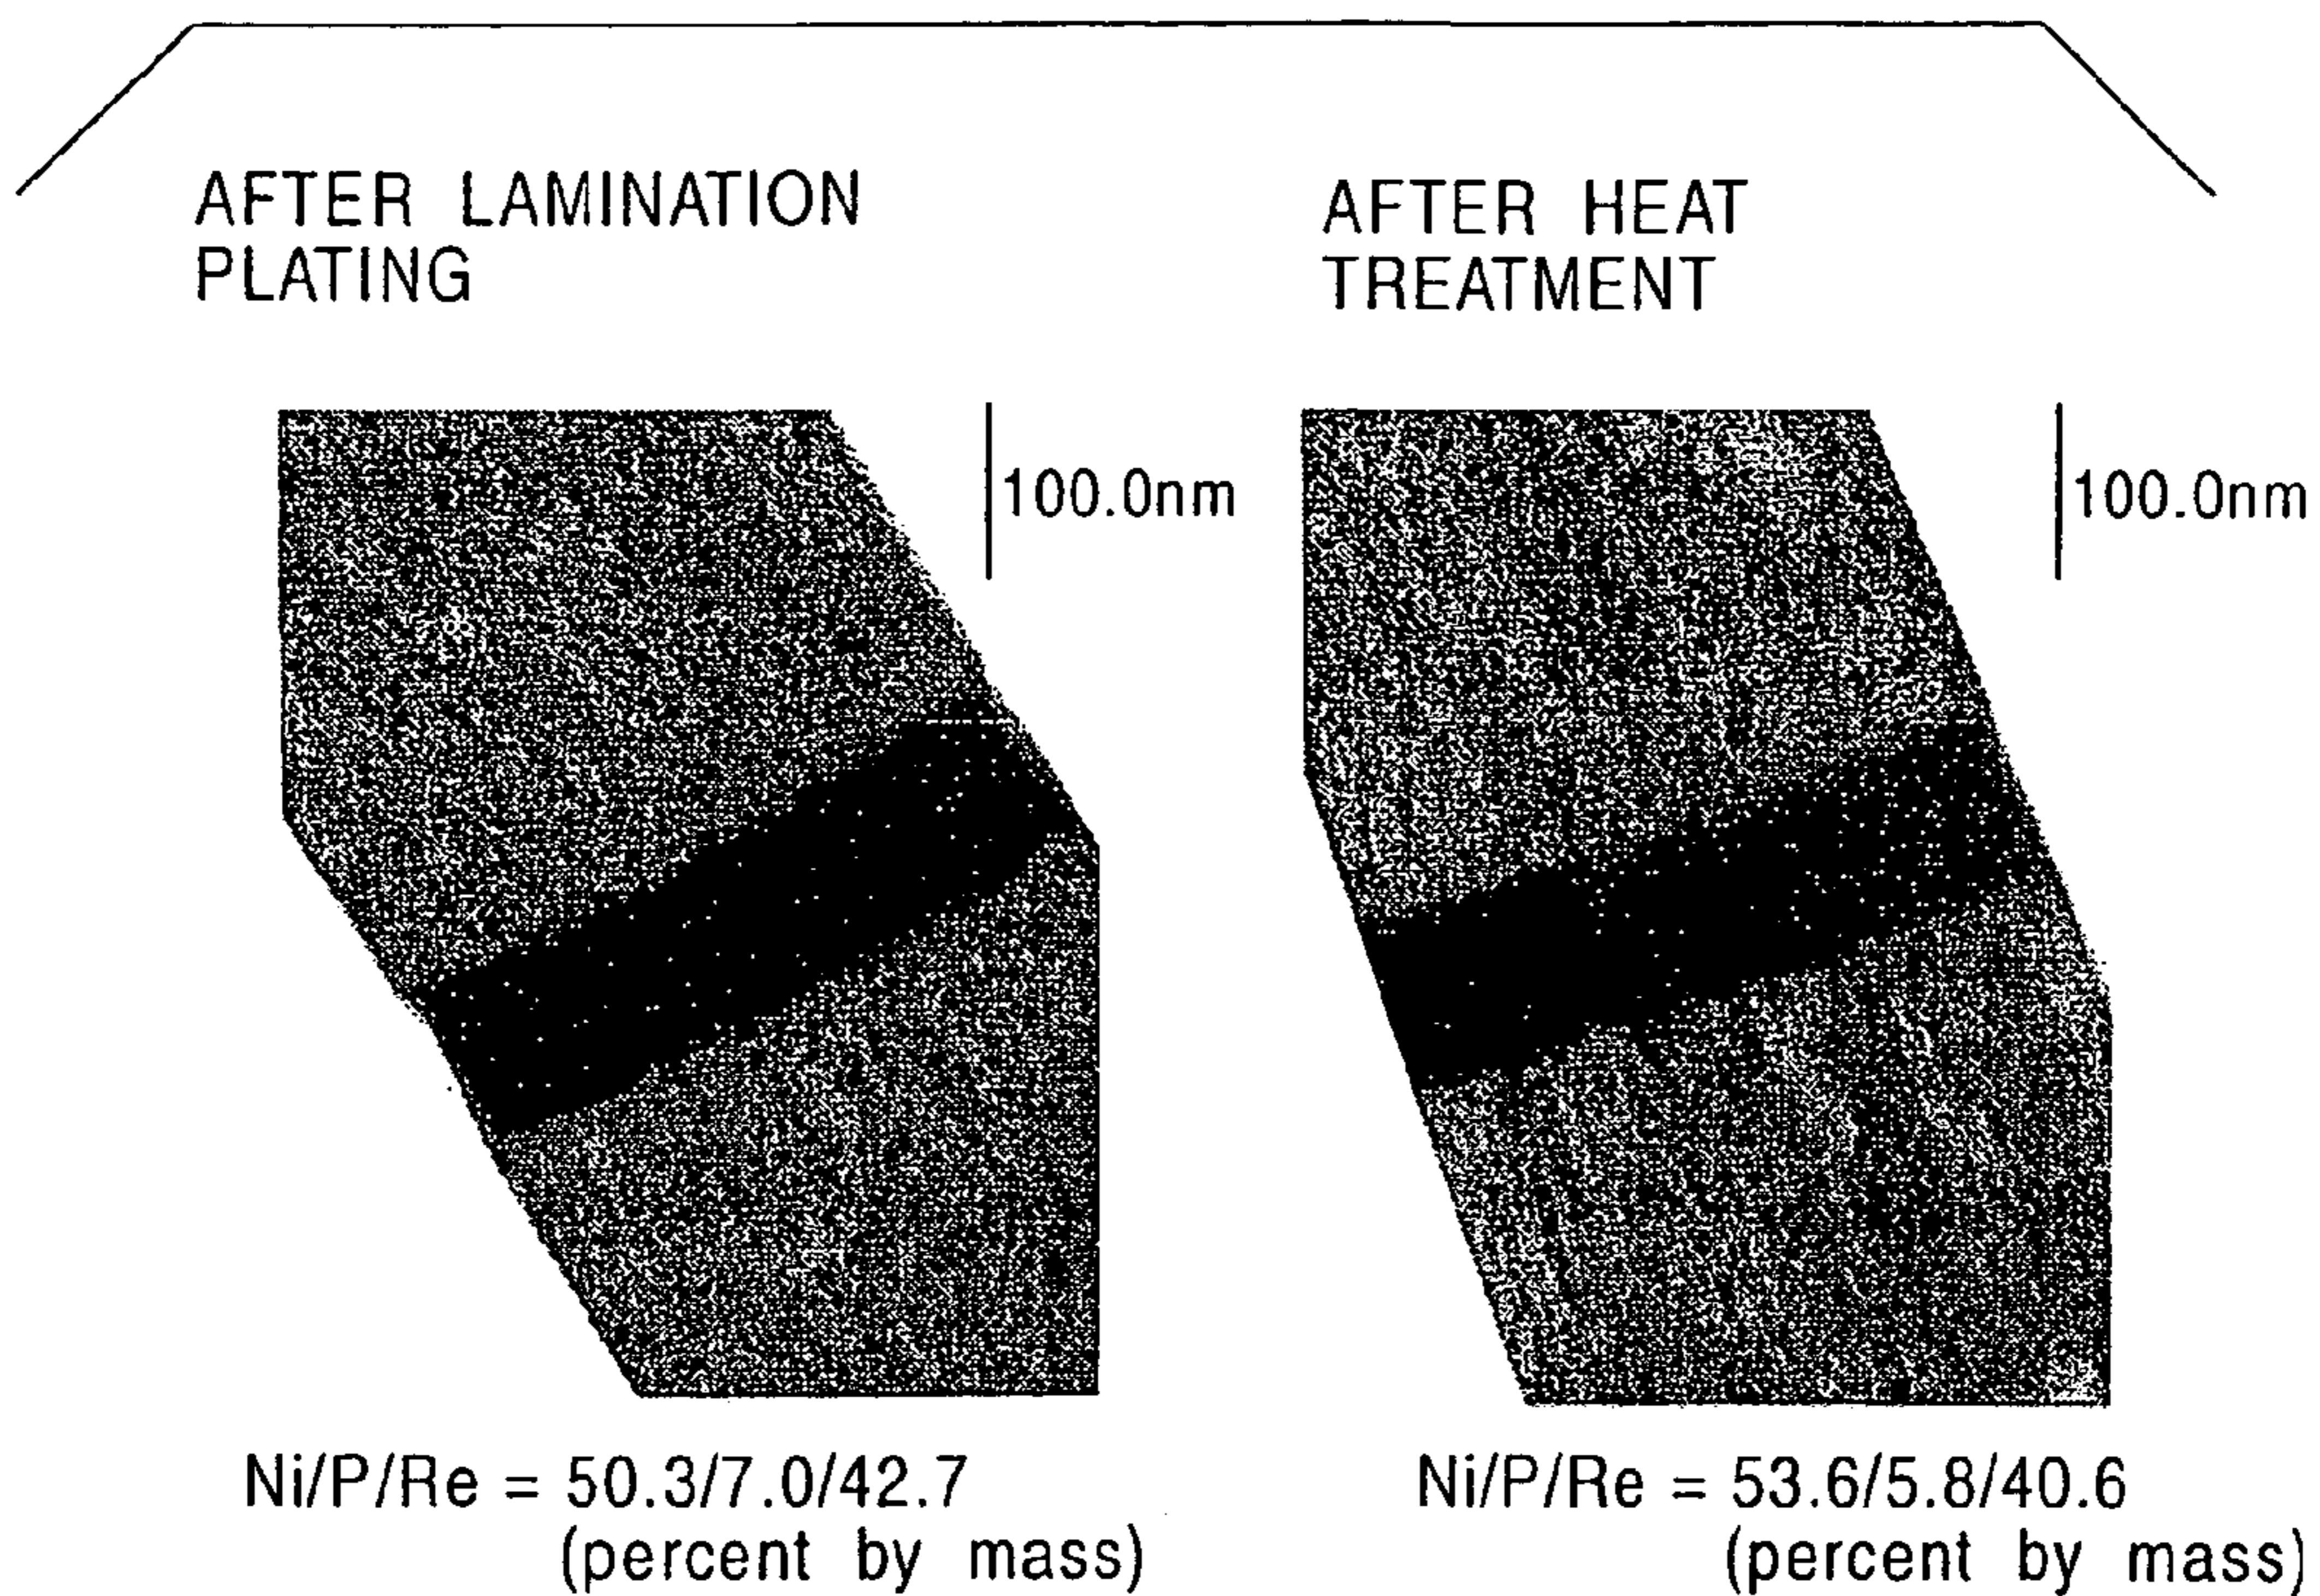 AFTER LAMINATION
PLATING
100.0nm
Ni/P/Re = 50.3/7.0/42.7
(percent by mass)
AFTER HEAT
TREATMENT
100.0nm
Ni/P/Re = 53.6/5.8/40.6
(percent by mass)